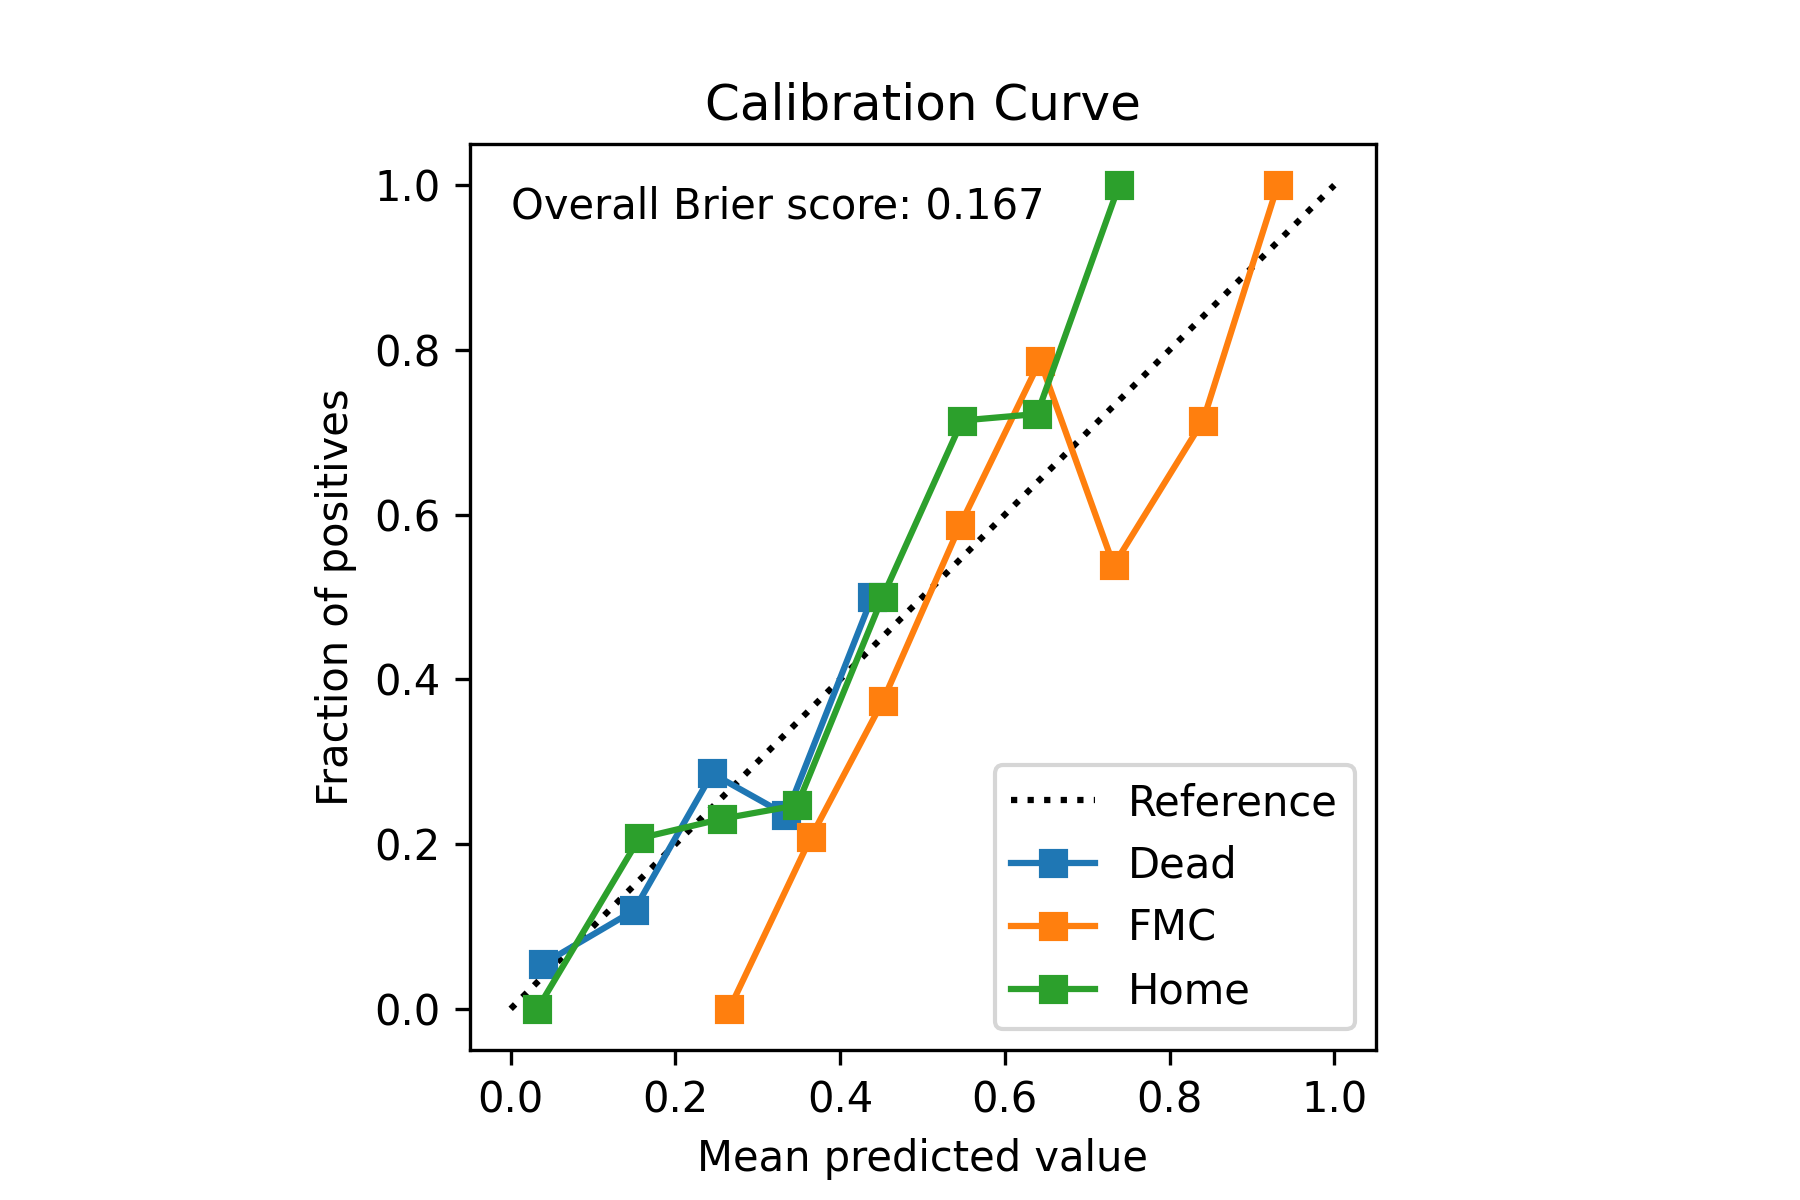 Calibration Curve
Overall Brier score: 0.167
Fraction of positives
1.0
0.8
0.6
0.4
0.2
0.0
Reference
Dead
FMC
Home
0.0 0.2 0.4 0.6 0.8 1.0
Mean predicted value